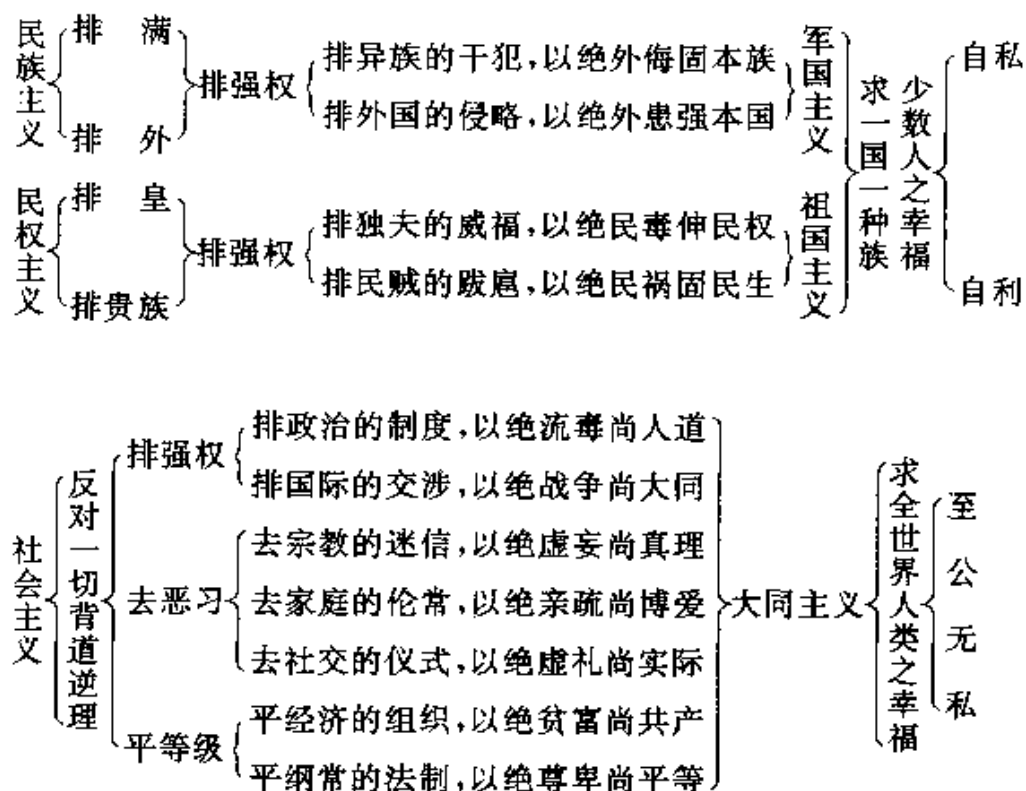 民族主义
排 满
排 外
排强权
排异族的干犯,以绝外侮固本族
排外国的侵略,以绝外患强本国
军国主义
民权主义
排 皇
排贵族
排强权
排独夫的威福,以绝民毒伸民权
排民贼的跋扈,以绝民祸固民生
祖国主义
求一国一种族
少数人之幸福
自私
自利
社会主义
反对一切背道逆理
排强权
排政治的制度,以绝流毒尚人道
排国际的交涉,以绝战争尚大同
去恶习
去宗教的迷信,以绝虚妄尚真理
去家庭的伦常,以绝亲疏尚博爱
去社交的仪式,以绝虚礼尚实际
平等级
平经济的组织,以绝贫富尚共产
平纲常的法制,以绝尊卑尚平等
大同主义
求全世界人类之幸福
至公无私